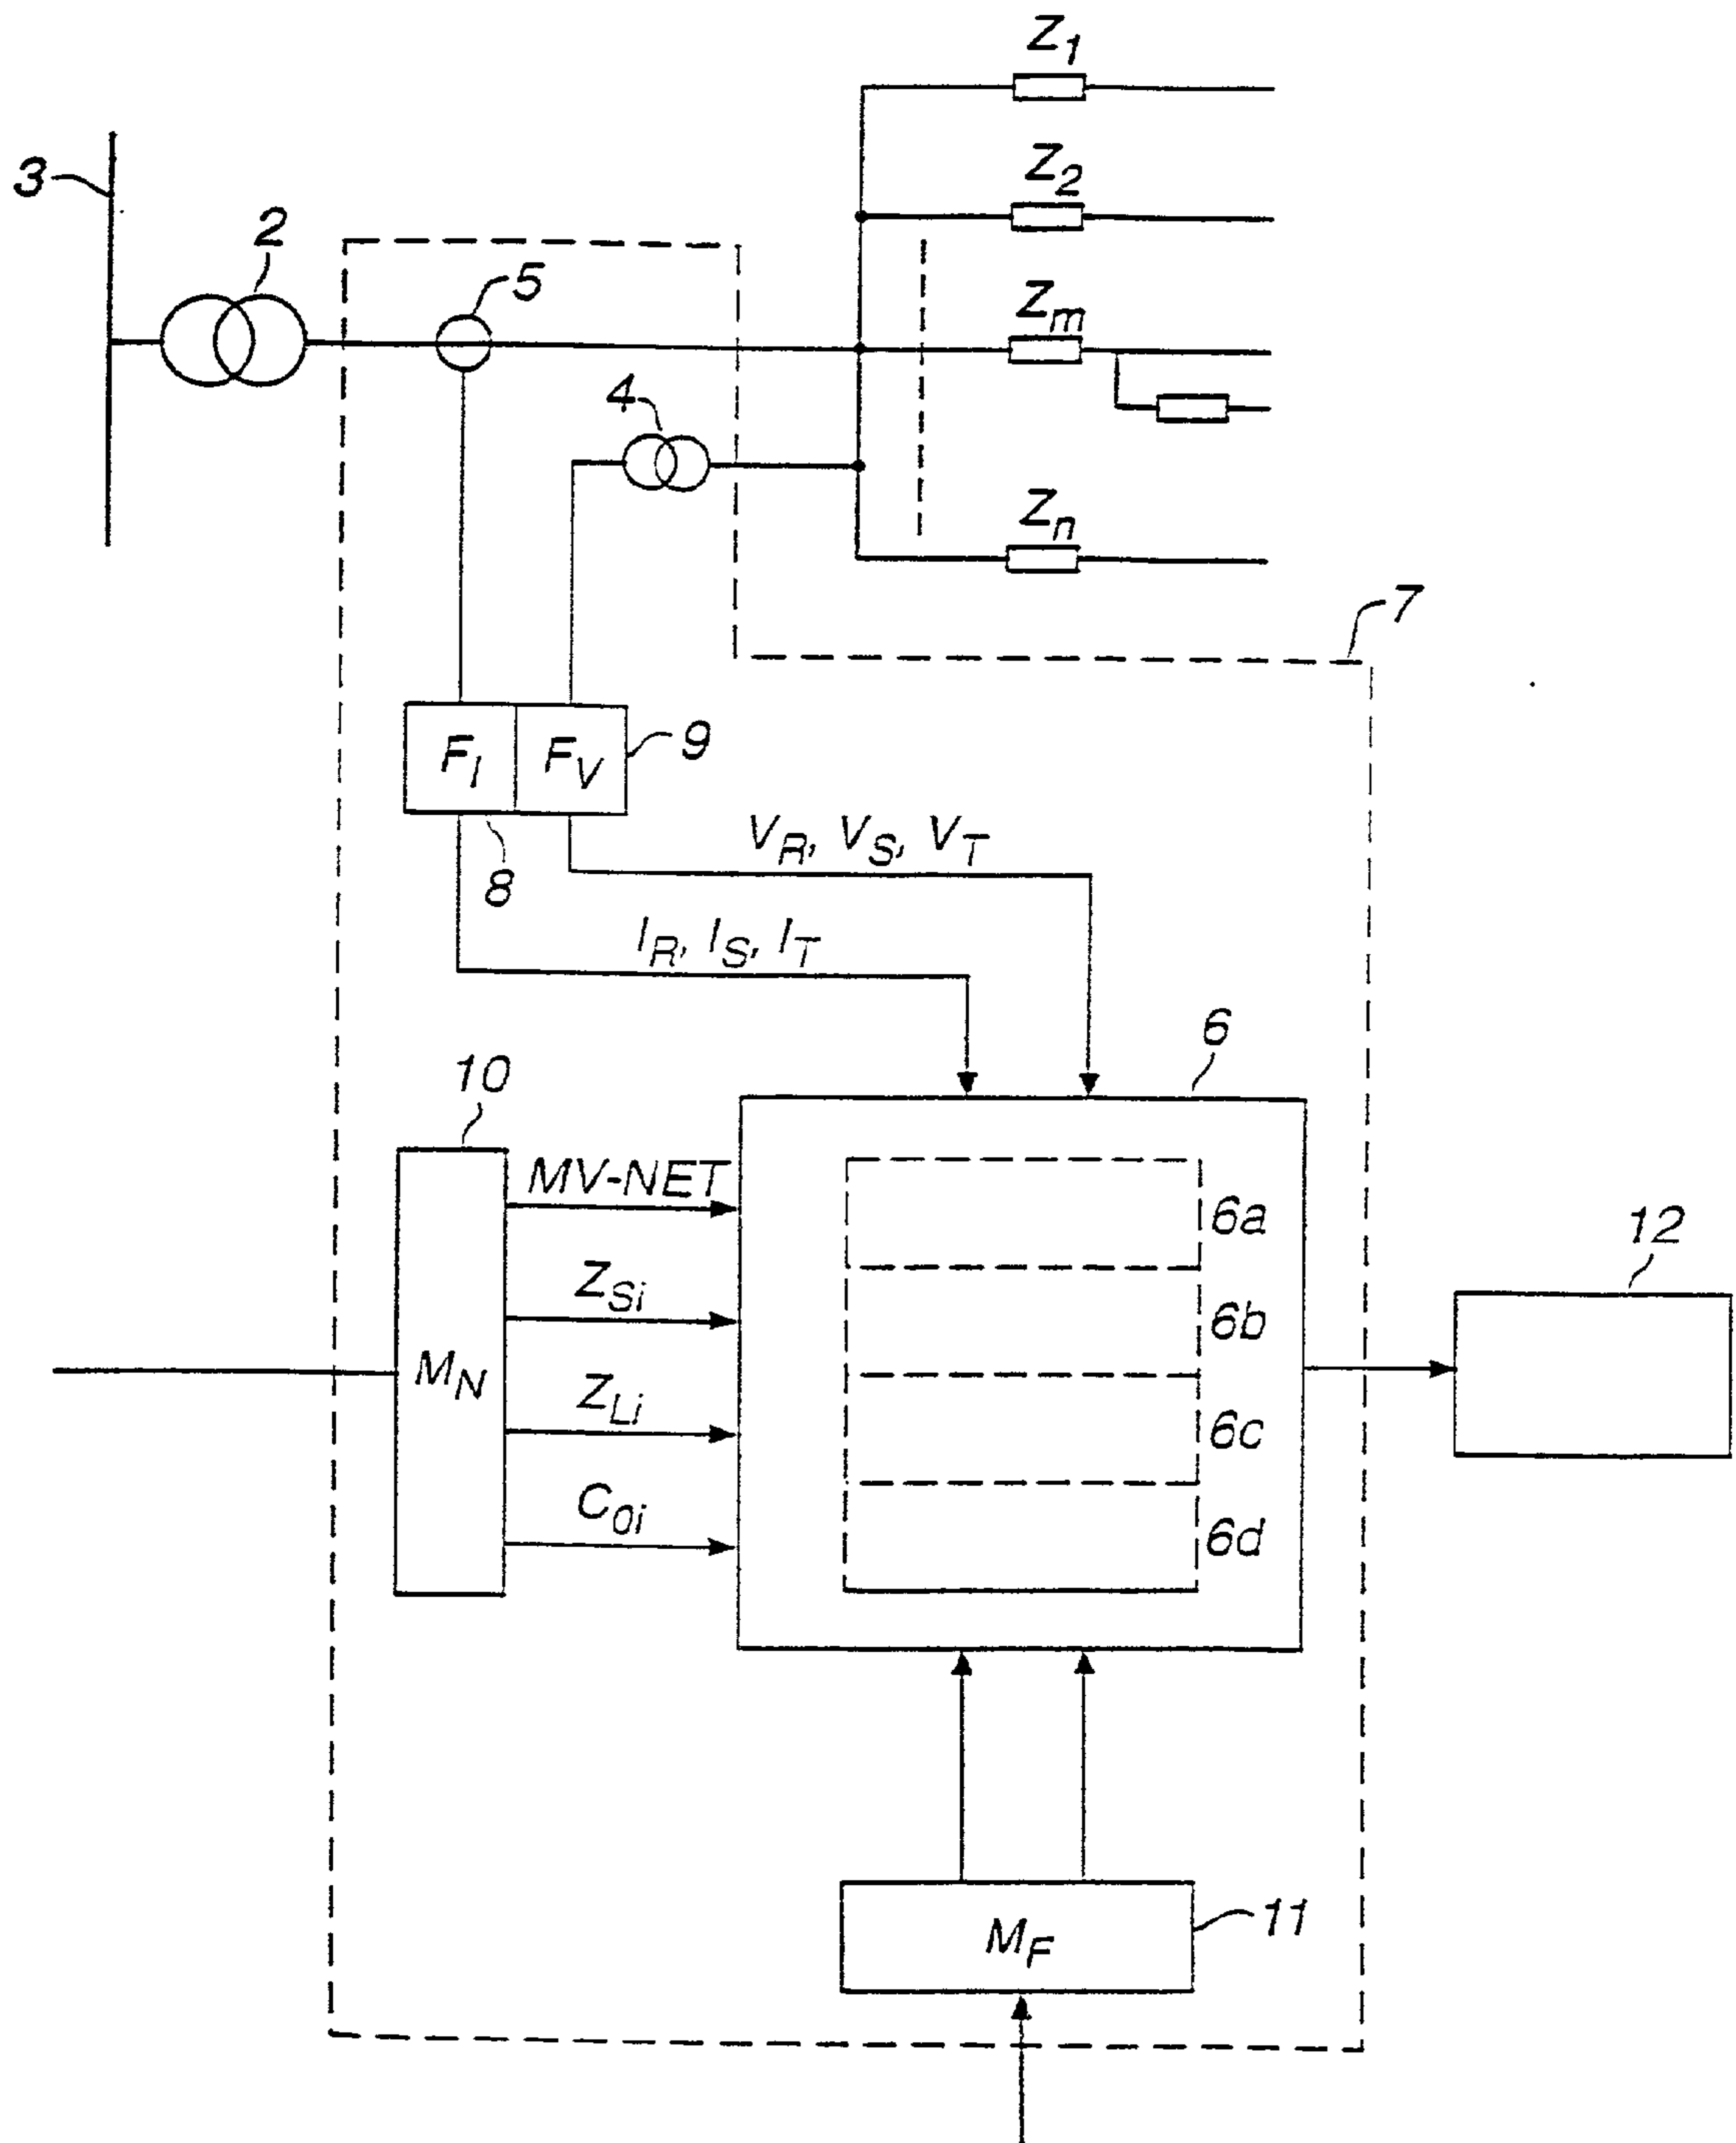 Z1
3
Z2
2
5
Zm
4
Zn
7
FI FV 9
8
VR, VS, VT
IR, IS, IT
6
10
MV-NET
6a
12
ZSi
6b
MN
ZLi
6c
C0i
6d
MF
11